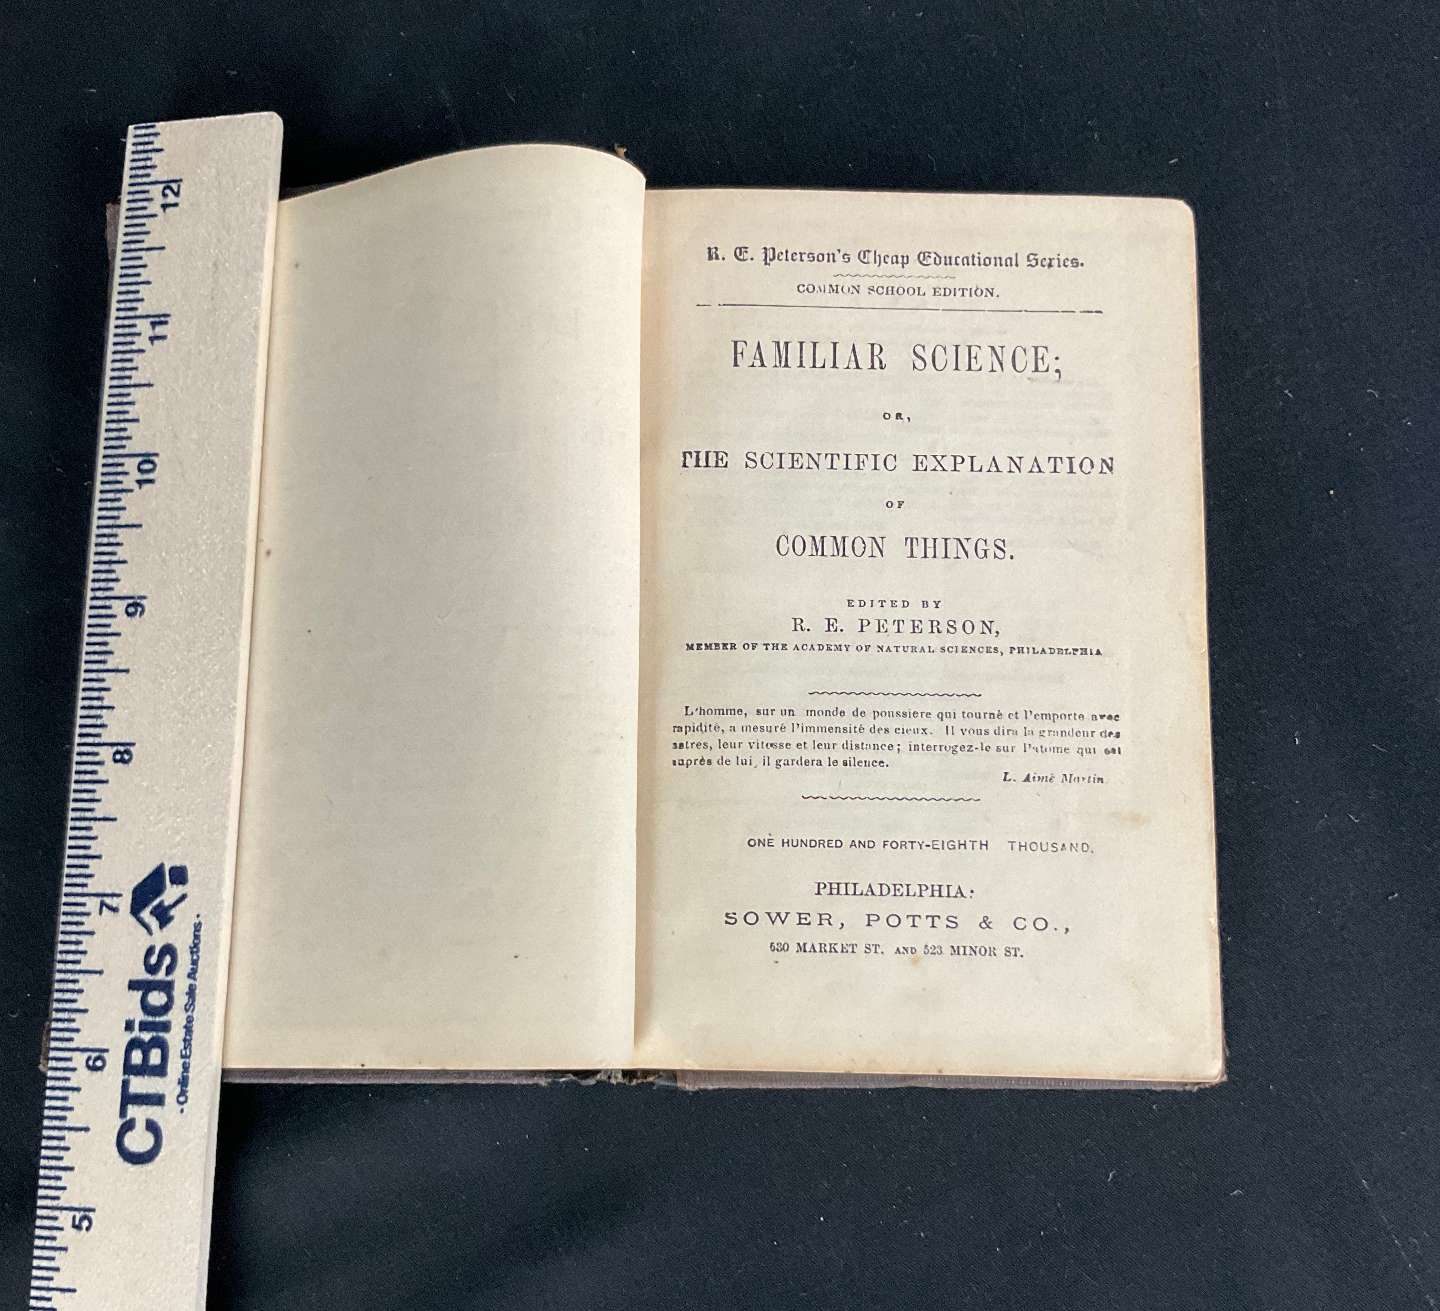 12
11
10
9
8
7
6
5
CTBids
- Online Estate Sale Auctions -
R. E. Peterson's Cheap Educational Series.
COMMON SCHOOL EDITION.
FAMILIAR SCIENCE;
OR,
THE SCIENTIFIC EXPLANATION
OF
COMMON THINGS.
EDITED BY
R. E. PETERSON,
MEMBER OF THE ACADEMY OF NATURAL SCIENCES, PHILADELPHIA
L'homme, sur un monde de poussiere qui tourne et l'emporte avec
rapidité, a mesuré l'immensité des cieux. Il vous dira la grandeur des
astres, leur vitesse et leur distance; interrogez-le sur l'atome qui est
auprès de lui, il gardera le silence.
L. Aimé Martin
ONE HUNDRED AND FORTY-EIGHTH THOUSAND.
PHILADELPHIA:
SOWER, POTTS & CO.,
530 MARKET ST. AND 523 MINOR ST.